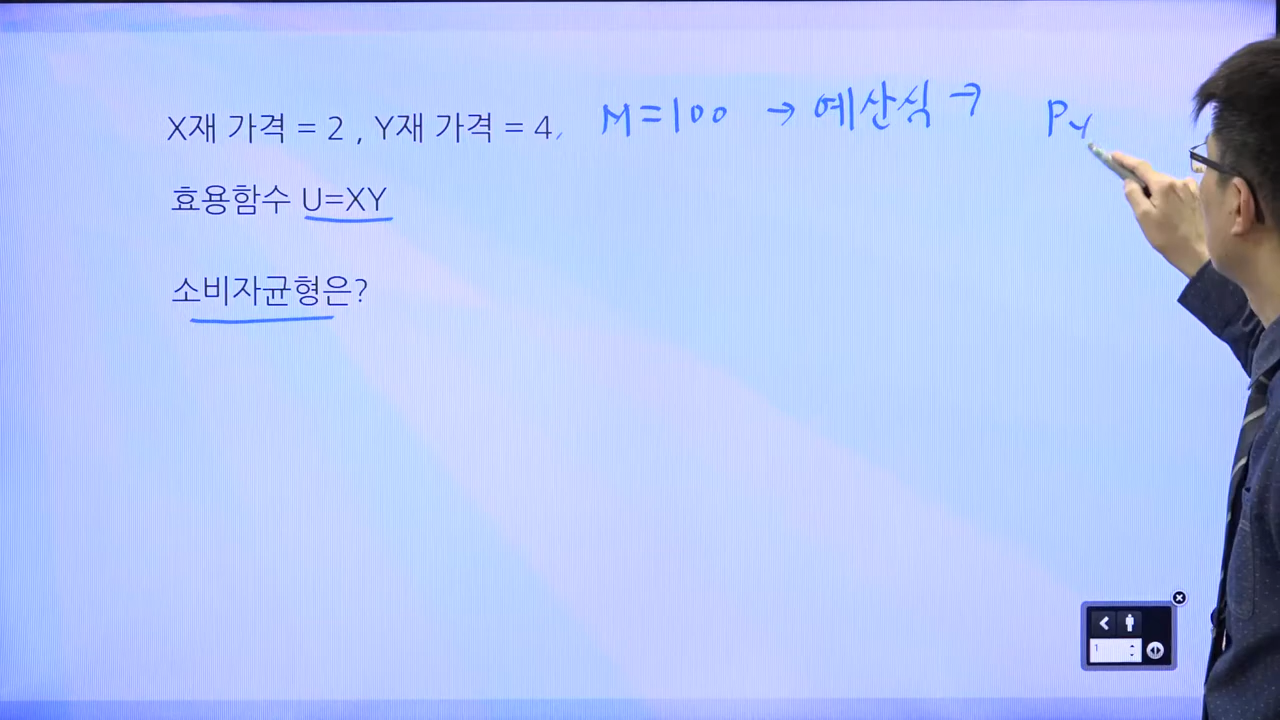 X재 가격 = 2 , Y재 가격 = 4, M=100 → 예산식 →
효용함수 U=XY
소비자균형은?
1